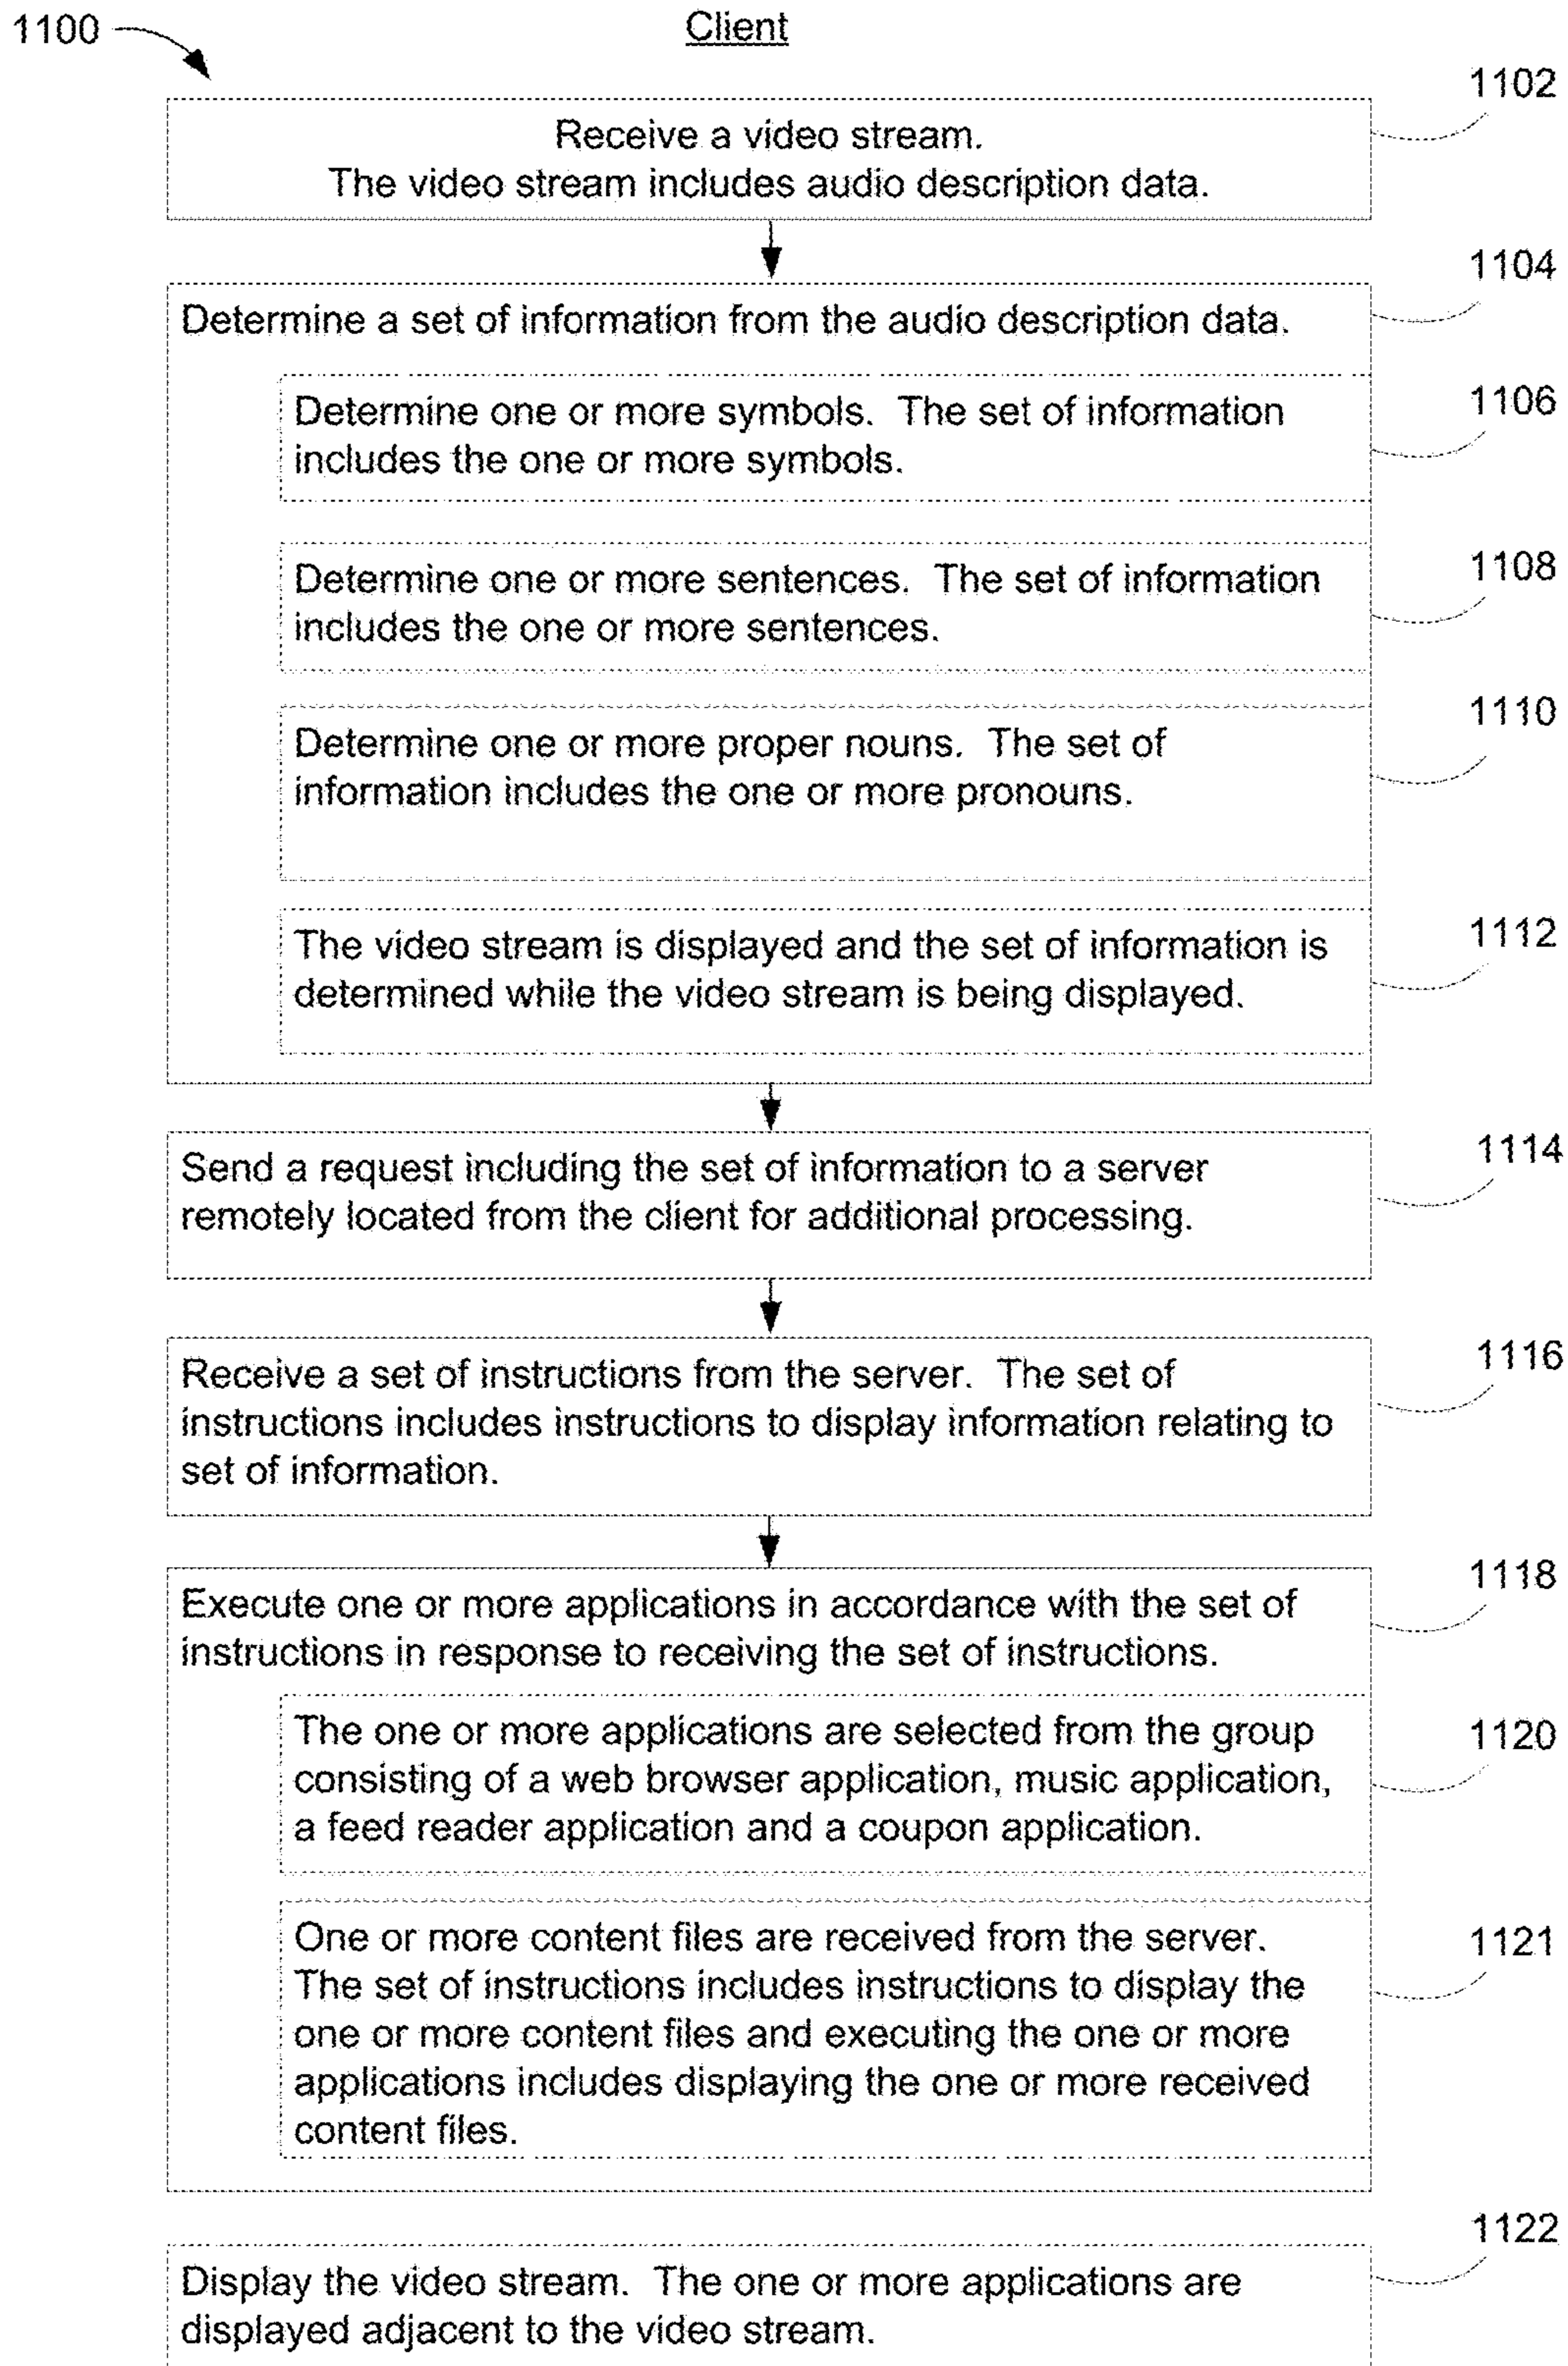 1100
Client
1102
Receive a video stream.
The video stream includes audio description data.
1104
Determine a set of information from the audio description data.
1106
Determine one or more symbols. The set of information
includes the one or more symbols.
1108
Determine one or more sentences. The set of information
includes the one or more sentences.
1110
Determine one or more proper nouns. The set of
information includes the one or more pronouns.
1112
The video stream is displayed and the set of information is
determined while the video stream is being displayed.
1114
Send a request including the set of information to a server
remotely located from the client for additional processing.
1116
Receive a set of instructions from the server. The set of
instructions includes instructions to display information relating to
set of information.
1118
Execute one or more applications in accordance with the set of
instructions in response to receiving the set of instructions.
1120
The one or more applications are selected from the group
consisting of a web browser application, music application,
a feed reader application and a coupon application.
1121
One or more content files are received from the server.
The set of instructions includes instructions to display the
one or more content files and executing the one or more
applications includes displaying the one or more received
content files.
1122
Display the video stream. The one or more applications are
displayed adjacent to the video stream.